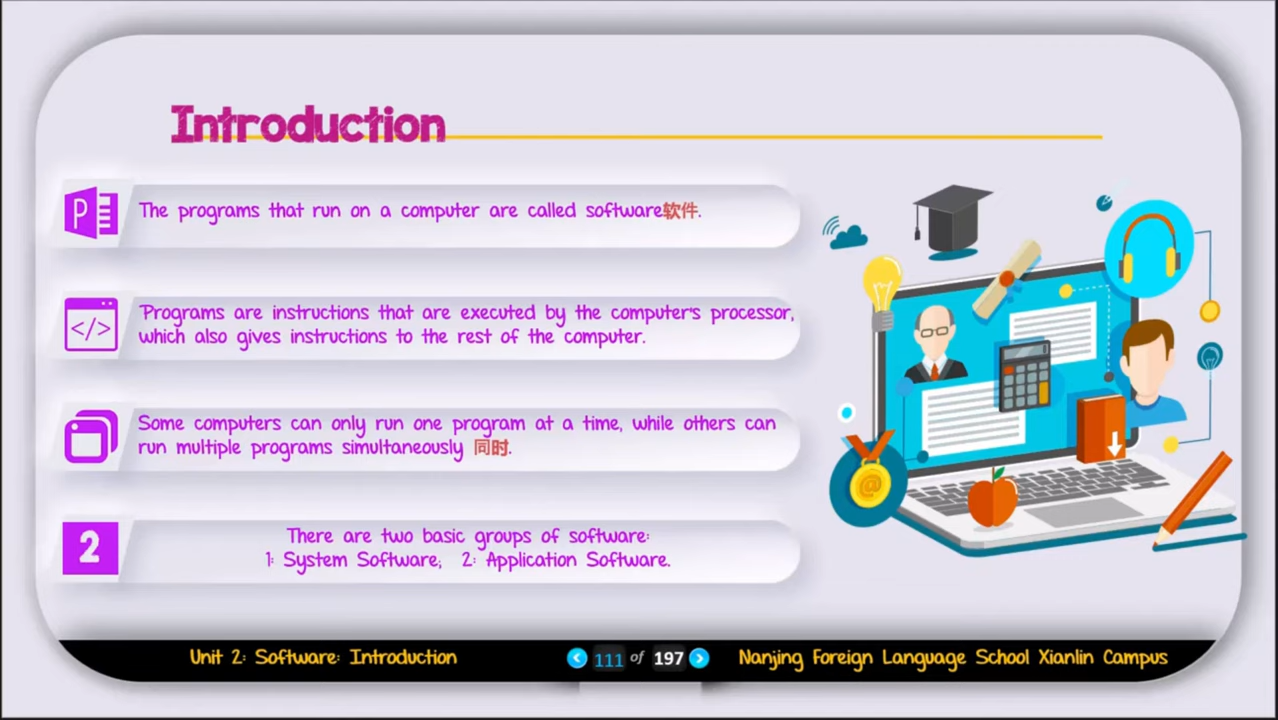 Introduction
The programs that run on a computer are called software软件.
Programs are instructions that are executed by the computer's processor,
which also gives instructions to the rest of the computer.
Some computers can only run one program at a time, while others can
run multiple programs simultaneously 同时.
2
There are two basic groups of software:
1: System Software; 2: Application Software.
Unit 2: Software: Introduction
111 of 197
Nanjing Foreign Language School Xianlin Campus